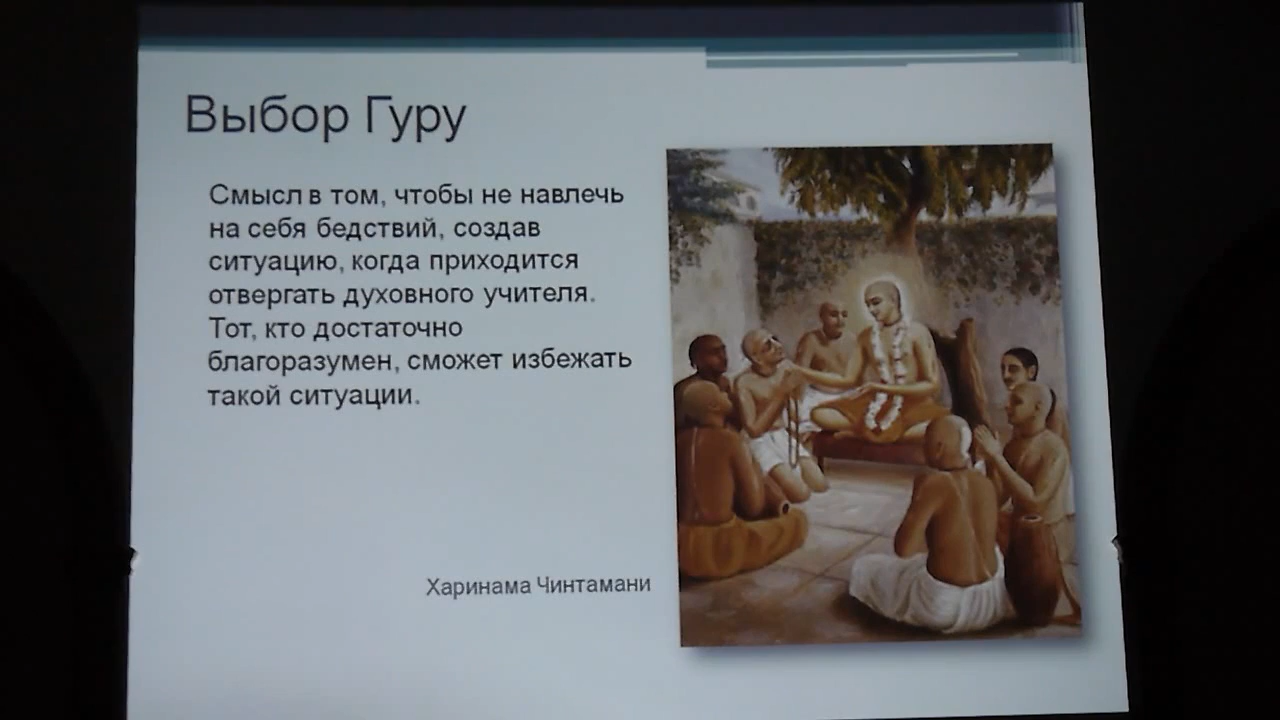 Выбор Гуру
Смысл в том, чтобы не навлечь
на себя бедствий, создав
ситуацию, когда приходится
отвергать духовного учителя.
Тот, кто достаточно
благоразумен, сможет избежать
такой ситуации.
Харинама Чинтамани